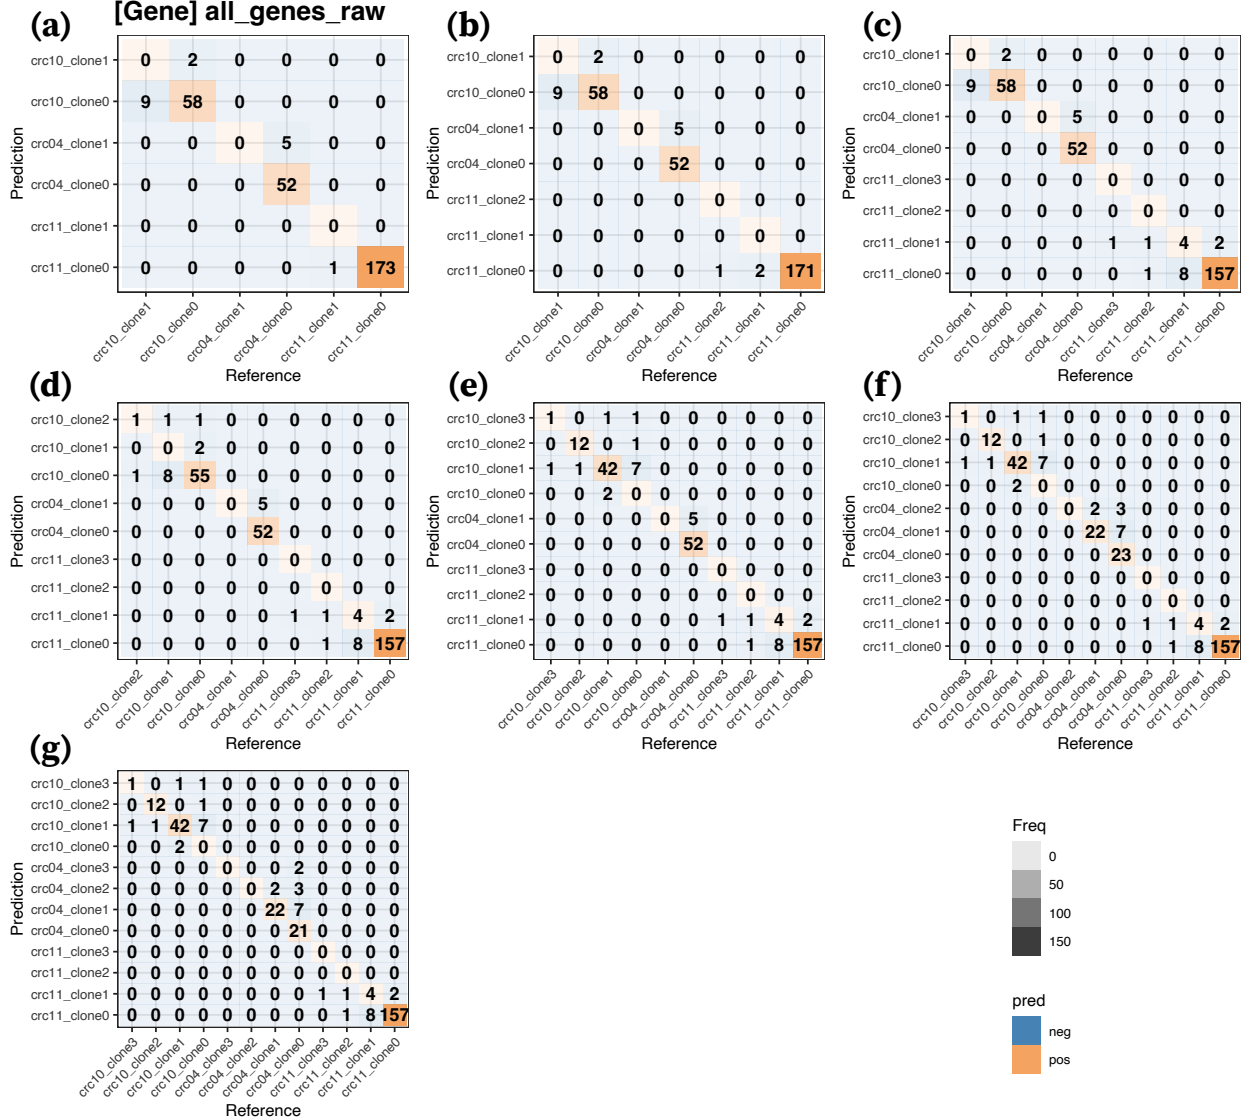 [Gene] all_genes_raw
(a)
crc10_clone1 0 2 0 0 0 0
crc10_clone0 9 58 0 0 0 0
crc04_clone1 0 0 0 5 0 0
crc04_clone0 0 0 0 52 0 0
crc11_clone1 0 0 0 0 0 0
crc11_clone0 0 0 0 0 1 173
Prediction
crc10_clone1 crc10_clone0 crc04_clone1 crc04_clone0 crc11_clone1 crc11_clone0
Reference
(b)
0 2 0 0 0 0 0
crc10_clone1
crc10_clone0 9 58 0 0 0 0 0
crc04_clone1 0 0 0 5 0 0 0
crc04_clone0 0 0 0 52 0 0 0
crc11_clone2 0 0 0 0 0 0 0
crc11_clone1 0 0 0 0 0 0 0
crc11_clone0 0 0 0 0 1 2 171
Prediction
crc10_clone1 crc10_clone0 crc04_clone1 crc04_clone0 crc11_clone2 crc11_clone1 crc11_clone0
Reference
(c)
crc10_clone1 0 2 0 0 0 0 0 0
crc10_clone0 9 58 0 0 0 0 0 0
crc04_clone1 0 0 0 5 0 0 0 0
crc04_clone0 0 0 0 52 0 0 0 0
crc11_clone3 0 0 0 0 0 0 0 0
crc11_clone2 0 0 0 0 0 0 0 0
crc11_clone1 0 0 0 0 1 1 4 2
crc11_clone0 0 0 0 0 0 1 8 157
Prediction
crc10_clone1 crc10_clone0 crc04_clone1 crc04_clone0 crc11_clone3 crc11_clone2 crc11_clone1 crc11_clone0
Reference
(d)
crc10_clone2 1 1 1 0 0 0 0 0 0
crc10_clone1 0 0 2 0 0 0 0 0 0
crc10_clone0 1 8 55 0 0 0 0 0 0
crc04_clone1 0 0 0 0 5 0 0 0 0
crc04_clone0 0 0 0 0 52 0 0 0 0
crc11_clone3 0 0 0 0 0 0 0 0 0
crc11_clone2 0 0 0 0 0 0 0 0 0
crc11_clone1 0 0 0 0 0 1 1 4 2
crc11_clone0 0 0 0 0 0 0 1 8 157
Prediction
crc10_clone2 crc10_clone1 crc10_clone0 crc04_clone1 crc04_clone0 crc11_clone3 crc11_clone2 crc11_clone1 crc11_clone0
Reference
(e)
crc10_clone3 1 0 1 1 0 0 0 0 0 0
crc10_clone2 0 12 0 1 0 0 0 0 0 0
crc10_clone1 1 1 42 7 0 0 0 0 0 0
crc10_clone0 0 0 2 0 0 0 0 0 0 0
crc04_clone1 0 0 0 0 0 5 0 0 0 0
crc04_clone0 0 0 0 0 0 52 0 0 0 0
crc11_clone3 0 0 0 0 0 0 0 0 0 0
crc11_clone2 0 0 0 0 0 0 0 0 0 0
crc11_clone1 0 0 0 0 0 0 1 1 4 2
crc11_clone0 0 0 0 0 0 0 0 1 8 157
Prediction
crc10_clone3 crc10_clone2 crc10_clone1 crc10_clone0 crc04_clone1 crc04_clone0 crc11_clone3 crc11_clone2 crc11_clone1 crc11_clone0
Reference
(f)
crc10_clone3 1 0 1 1 0 0 0 0 0 0 0
crc10_clone2 0 12 0 1 0 0 0 0 0 0 0
crc10_clone1 1 1 42 7 0 0 0 0 0 0 0
crc10_clone0 0 0 2 0 0 0 0 0 0 0 0
crc04_clone2 0 0 0 0 0 2 3 0 0 0 0
crc04_clone1 0 0 0 0 0 22 7 0 0 0 0
crc04_clone0 0 0 0 0 0 0 23 0 0 0 0
crc11_clone3 0 0 0 0 0 0 0 0 0 0 0
crc11_clone2 0 0 0 0 0 0 0 0 0 0 0
crc11_clone1 0 0 0 0 0 0 0 1 1 4 2
crc11_clone0 0 0 0 0 0 0 0 0 1 8 157
Prediction
crc10_clone3 crc10_clone2 crc10_clone1 crc10_clone0 crc04_clone2 crc04_clone1 crc04_clone0 crc11_clone3 crc11_clone2 crc11_clone1 crc11_clone0
Reference
(g)
crc10_clone3 1 0 1 1 0 0 0 0 0 0 0 0
crc10_clone2 0 12 0 1 0 0 0 0 0 0 0 0
crc10_clone1 1 1 42 7 0 0 0 0 0 0 0 0
crc10_clone0 0 0 2 0 0 0 0 0 0 0 0 0
crc04_clone3 0 0 0 0 0 0 0 2 0 0 0 0
crc04_clone2 0 0 0 0 0 0 2 3 0 0 0 0
crc04_clone1 0 0 0 0 0 0 22 7 0 0 0 0
crc04_clone0 0 0 0 0 0 0 0 21 0 0 0 0
crc11_clone3 0 0 0 0 0 0 0 0 0 0 0 0
crc11_clone2 0 0 0 0 0 0 0 0 0 0 0 0
crc11_clone1 0 0 0 0 0 0 0 0 1 1 4 2
crc11_clone0 0 0 0 0 0 0 0 0 0 1 8 157
Prediction
crc10_clone3 crc10_clone2 crc10_clone1 crc10_clone0 crc04_clone3 crc04_clone2 crc04_clone1 crc04_clone0 crc11_clone3 crc11_clone2 crc11_clone1 crc11_clone0
Reference
Freq
0
50
100
150
pred
neg
pos